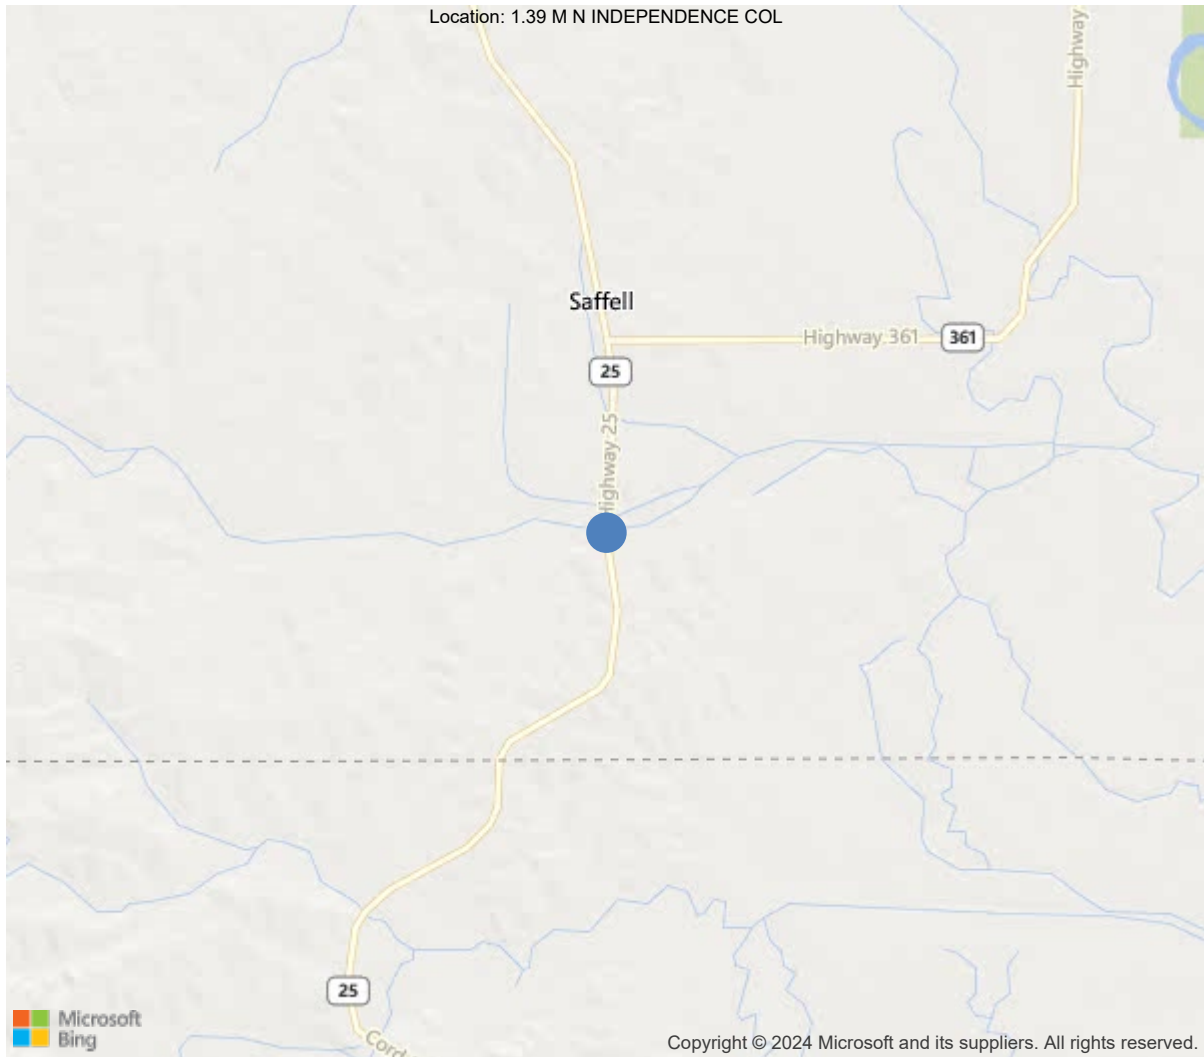 Location: 1.39 M N INDEPENDENCE COL
Highway
Saffell
Highway 361
361
25
Highway 25
25
Microsoft
Bing
Copyright © 2024 Microsoft and its suppliers. All rights reserved.